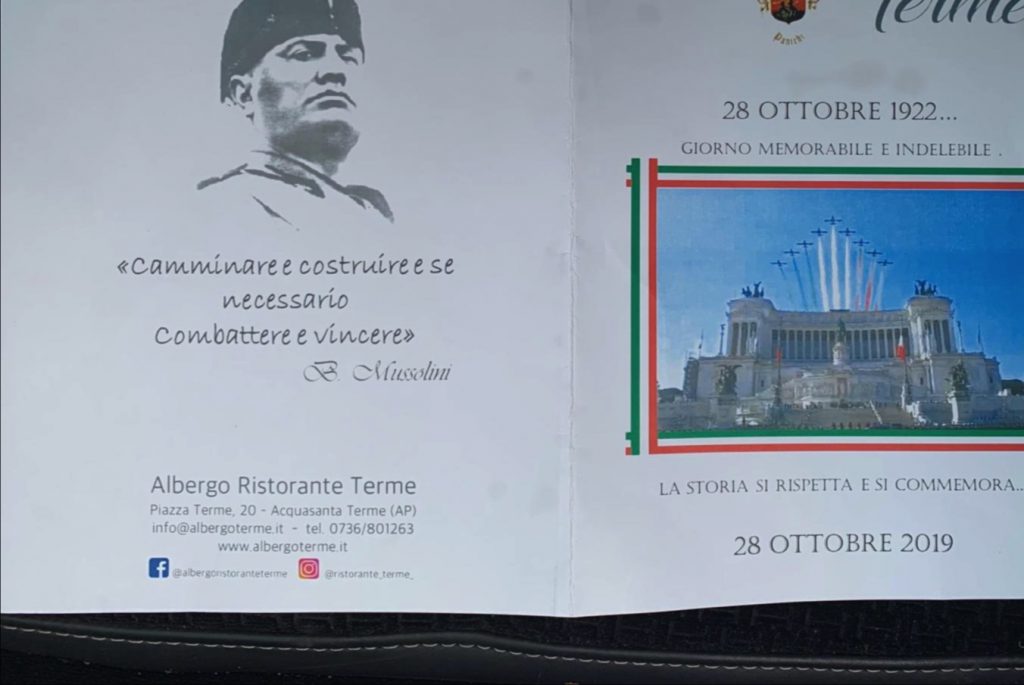 «Camminare e costruire e se
necessario
Combattere e vincere»
B. Mussolini
Albergo Ristorante Terme
Piazza Terme, 20 - Acquasanta Terme (AP)
info@albergoterme.it - tel. 0736/801263
www.albergoterme.it
@albergoristoranteterme @ristorante_terme_
Terme
28 OTTOBRE 1922...
GIORNO MEMORABILE E INDELEBILE .
LA STORIA SI RISPETTA E SI COMMEMORA...
28 OTTOBRE 2019